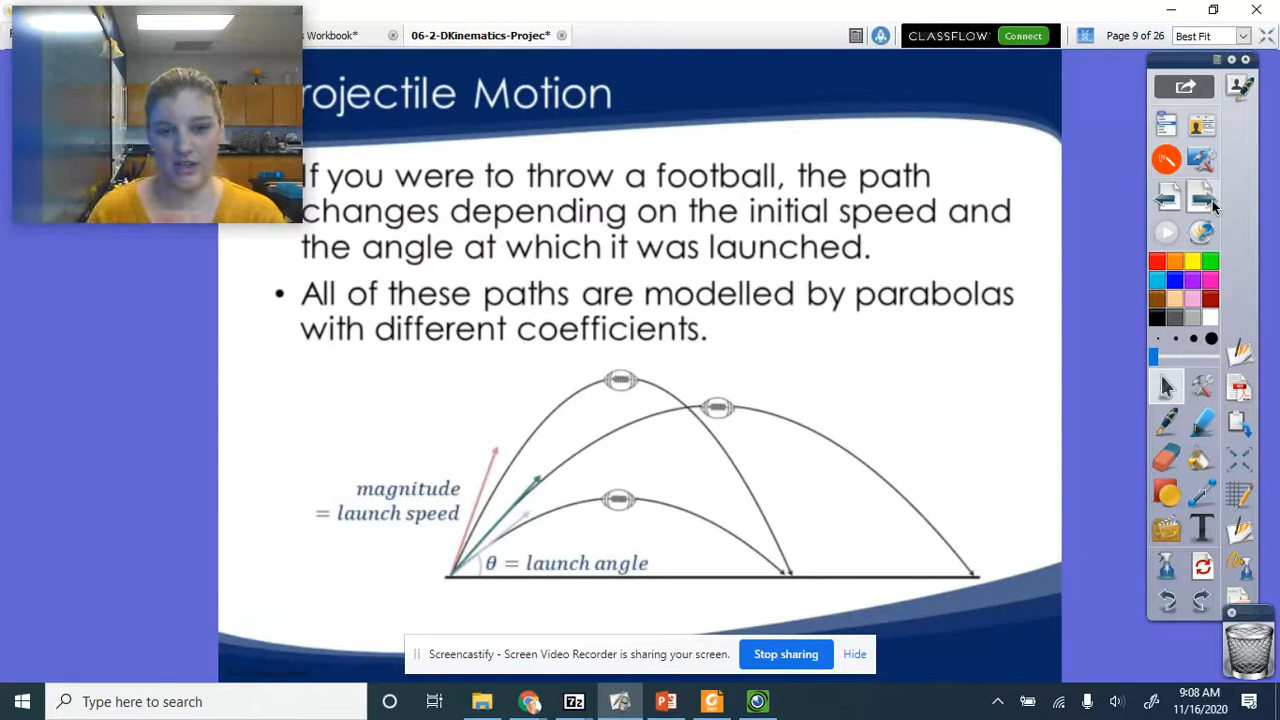 s Workbook*
06-2-DKinematics-Projec*
CLASSFLOW
Connect
Page 9 of 26
Best Fit
rojectile Motion
If you were to throw a football, the path
changes depending on the initial speed and
the angle at which it was launched.
• All of these paths are modelled by parabolas
with different coefficients.
magnitude
= launch speed
θ = launch angle
Screencastify - Screen Video Recorder is sharing your screen.
Stop sharing
Hide
Type here to search
9:08 AM
11/16/2020